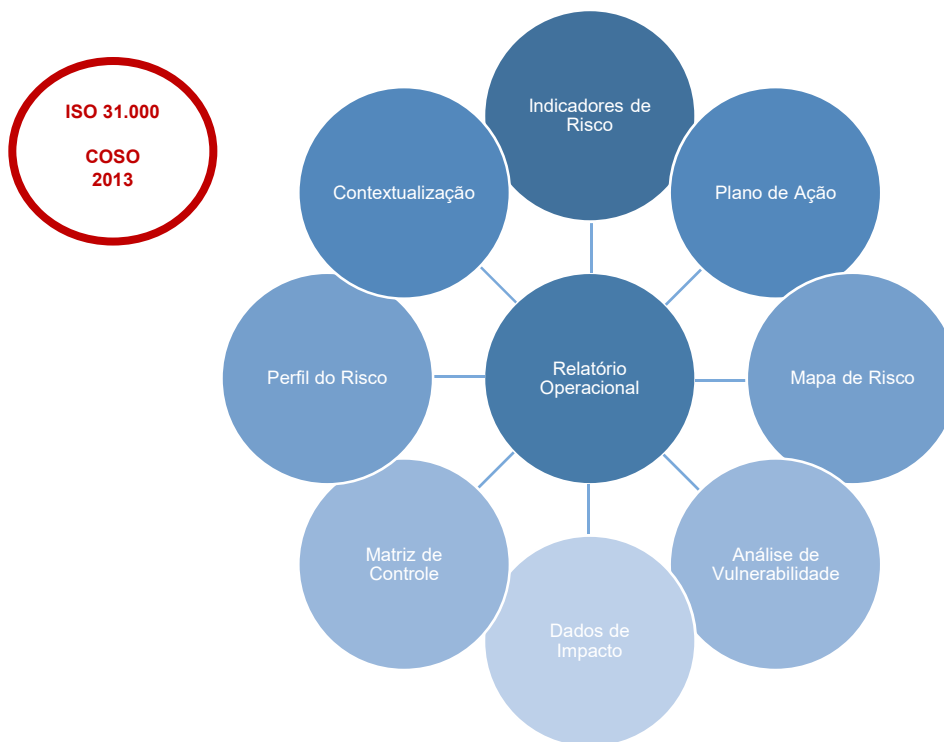 ISO 31.000
COSO
2013
Indicadores de
Risco
Contextualização
Plano de Ação
Perfil do Risco
Relatório
Operacional
Mapa de Risco
Matriz de
Controle
Análise de
Vulnerabilidade
Dados de
Impacto